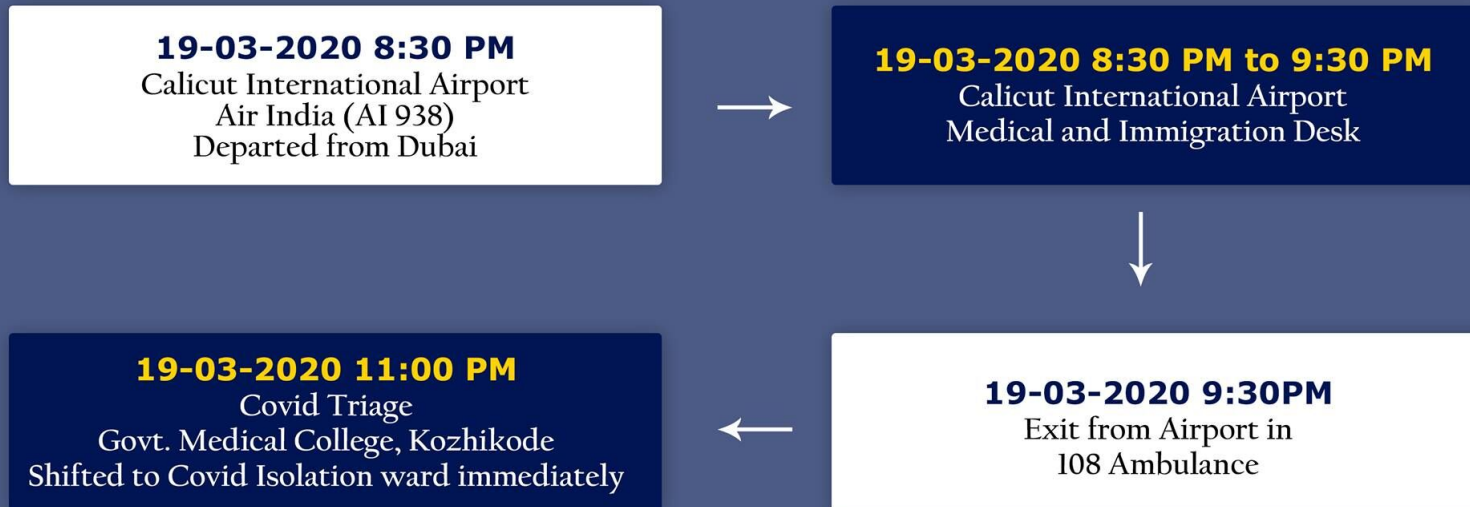 19-03-2020 8:30 PM
Calicut International Airport
Air India (AI 938)
Departed from Dubai
19-03-2020 8:30 PM to 9:30 PM
Calicut International Airport
Medical and Immigration Desk
19-03-2020 9:30PM
Exit from Airport in
108 Ambulance
19-03-2020 11:00 PM
Covid Triage
Govt. Medical College, Kozhikode
Shifted to Covid Isolation ward immediately